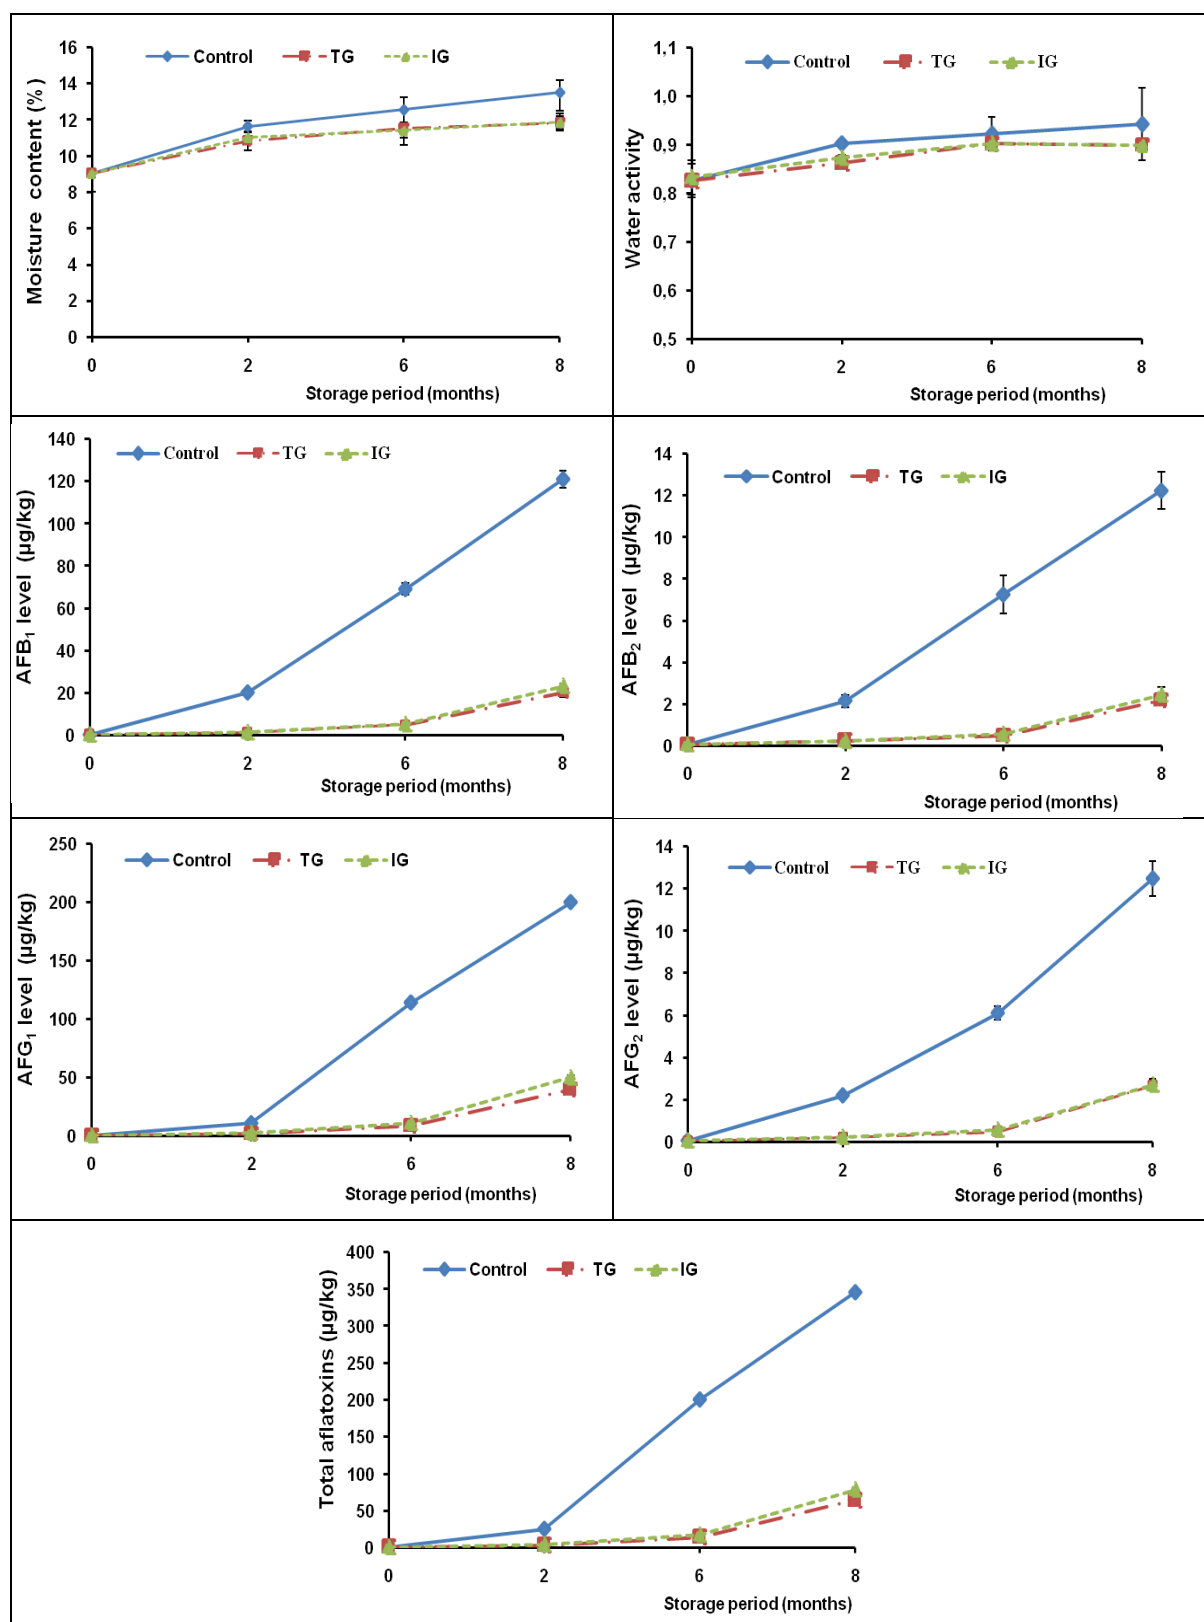 Moisture content (%)
16
14
12
10
8
6
4
2
0
Control TG IG
0 2 6 8
Storage period (months)
Water activity
1,1
1,0
0,9
0,8
0,7
0,6
0,5
Control TG IG
0 2 6 8
Storage period (months)
AFB1 level (µg/kg)
140
120
100
80
60
40
20
0
Control TG IG
0 2 6 8
Storage period (months)
AFB2 level (µg/kg)
14
12
10
8
6
4
2
0
Control TG IG
0 2 6 8
Storage period (months)
AFG1 level (µg/kg)
250
200
150
100
50
0
Control TG IG
0 2 6 8
Storage period (months)
AFG2 level (µg/kg)
14
12
10
8
6
4
2
0
Control TG IG
0 2 6 8
Storage period (months)
Total aflatoxins (µg/kg)
400
350
300
250
200
150
100
50
0
Control TG IG
0 2 6 8
Storage period (months)